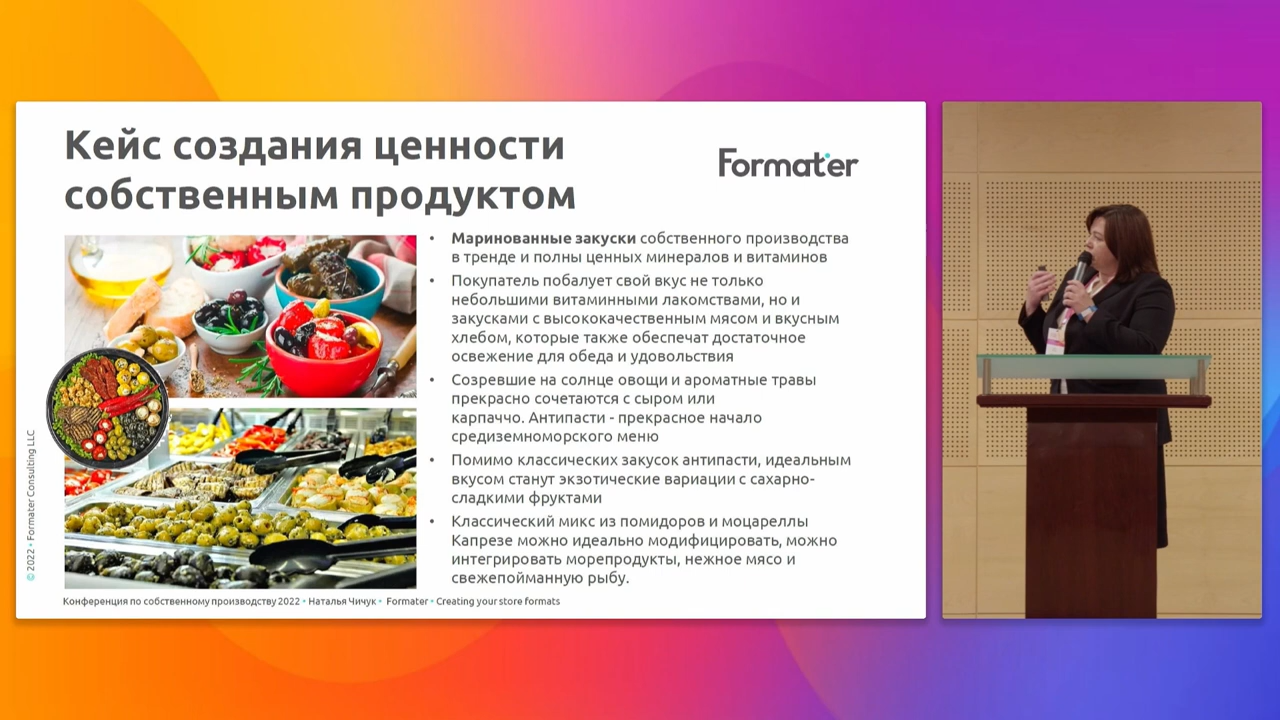 Кейс создания ценности
собственным продуктом
Formater
• Маринованные закуски собственного производства
в тренде и полны ценных минералов и витаминов
• Покупатель побалует свой вкус не только
небольшими витаминными лакомствами, но и
закусками с высококачественным мясом и вкусным
хлебом, которые также обеспечат достаточное
освежение для обеда и удовольствия
• Созревшие на солнце овощи и ароматные травы
прекрасно сочетаются с сыром или
карпаччо. Антипасти - прекрасное начало
средиземноморского меню
• Помимо классических закусок антипасти, идеальным
вкусом станут экзотические вариации с сахарно-
сладкими фруктами
• Классический микс из помидоров и моцареллы
Капрезе можно идеально модифицировать, можно
интегрировать морепродукты, нежное мясо и
свежепойманную рыбу.
© 2022 • Formater Consulting LLC
Конференция по собственному производству 2022 • Наталья Чичук • Formater • Creating your store formats